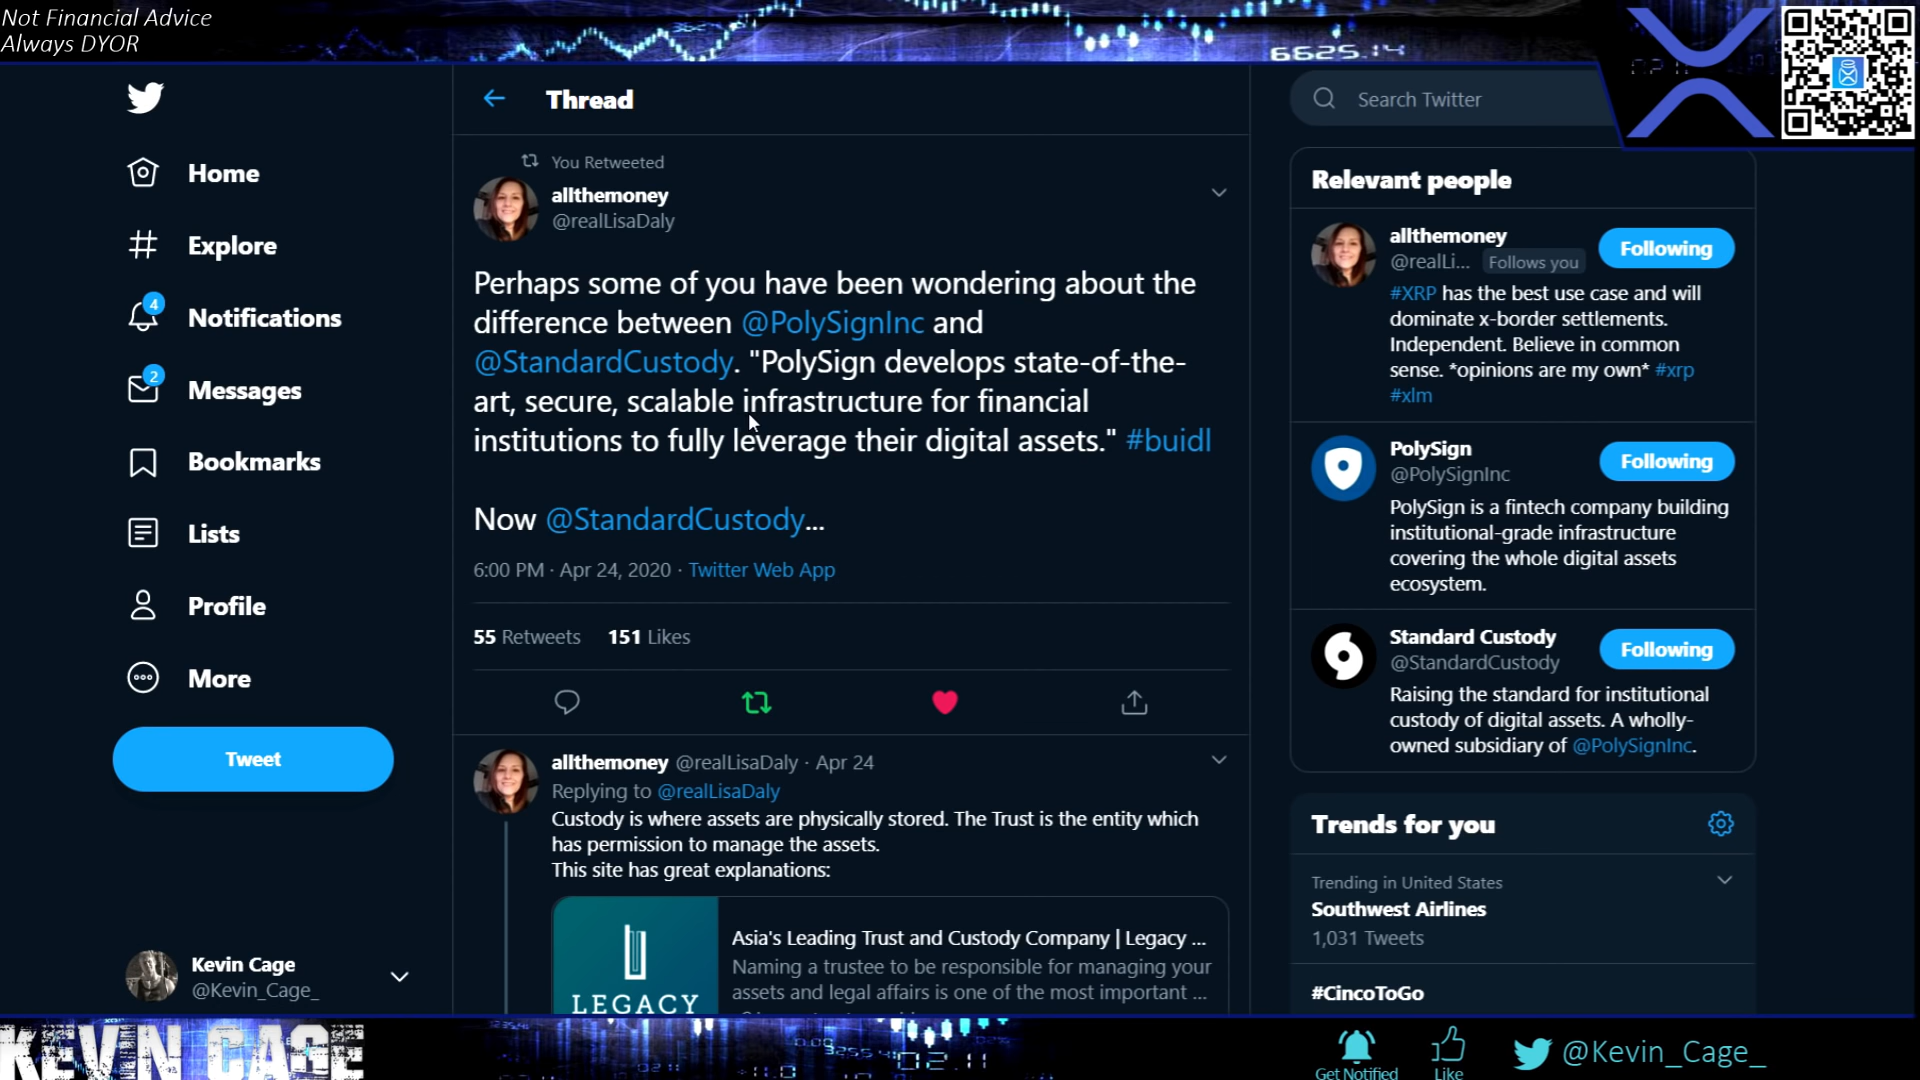 Not Financial Advice
Always DYOR
6625.14
Thread
Search Twitter
Home
Explore
4
Notifications
2
Messages
Bookmarks
Lists
Profile
More
Tweet
Kevin Cage
@Kevin_Cage_
You Retweeted
allthemoney
@realLisaDaly
Perhaps some of you have been wondering about the
difference between @PolySignInc and
@StandardCustody. "PolySign develops state-of-the-
art, secure, scalable infrastructure for financial
institutions to fully leverage their digital assets." #buidl
Now @StandardCustody...
6:00 PM · Apr 24, 2020 · Twitter Web App
55 Retweets 151 Likes
allthemoney @realLisaDaly · Apr 24
Replying to @realLisaDaly
Custody is where assets are physically stored. The Trust is the entity which
has permission to manage the assets.
This site has great explanations:
LEGACY
Asia's Leading Trust and Custody Company | Legacy ...
Naming a trustee to be responsible for managing your
assets and legal affairs is one of the most important ...
Relevant people
allthemoney
@realLi... Follows you
Following
#XRP has the best use case and will
dominate x-border settlements.
Independent. Believe in common
sense. *opinions are my own* #xrp
#xlm
PolySign
@PolySignInc
Following
PolySign is a fintech company building
institutional-grade infrastructure
covering the whole digital assets
ecosystem.
Standard Custody
@StandardCustody
Following
Raising the standard for institutional
custody of digital assets. A wholly-
owned subsidiary of @PolySignInc.
Trends for you
Trending in United States
Southwest Airlines
1,031 Tweets
#CincoToGo
KEVIN CAGE
02.11
Get Notified
Like
@Kevin_Cage_